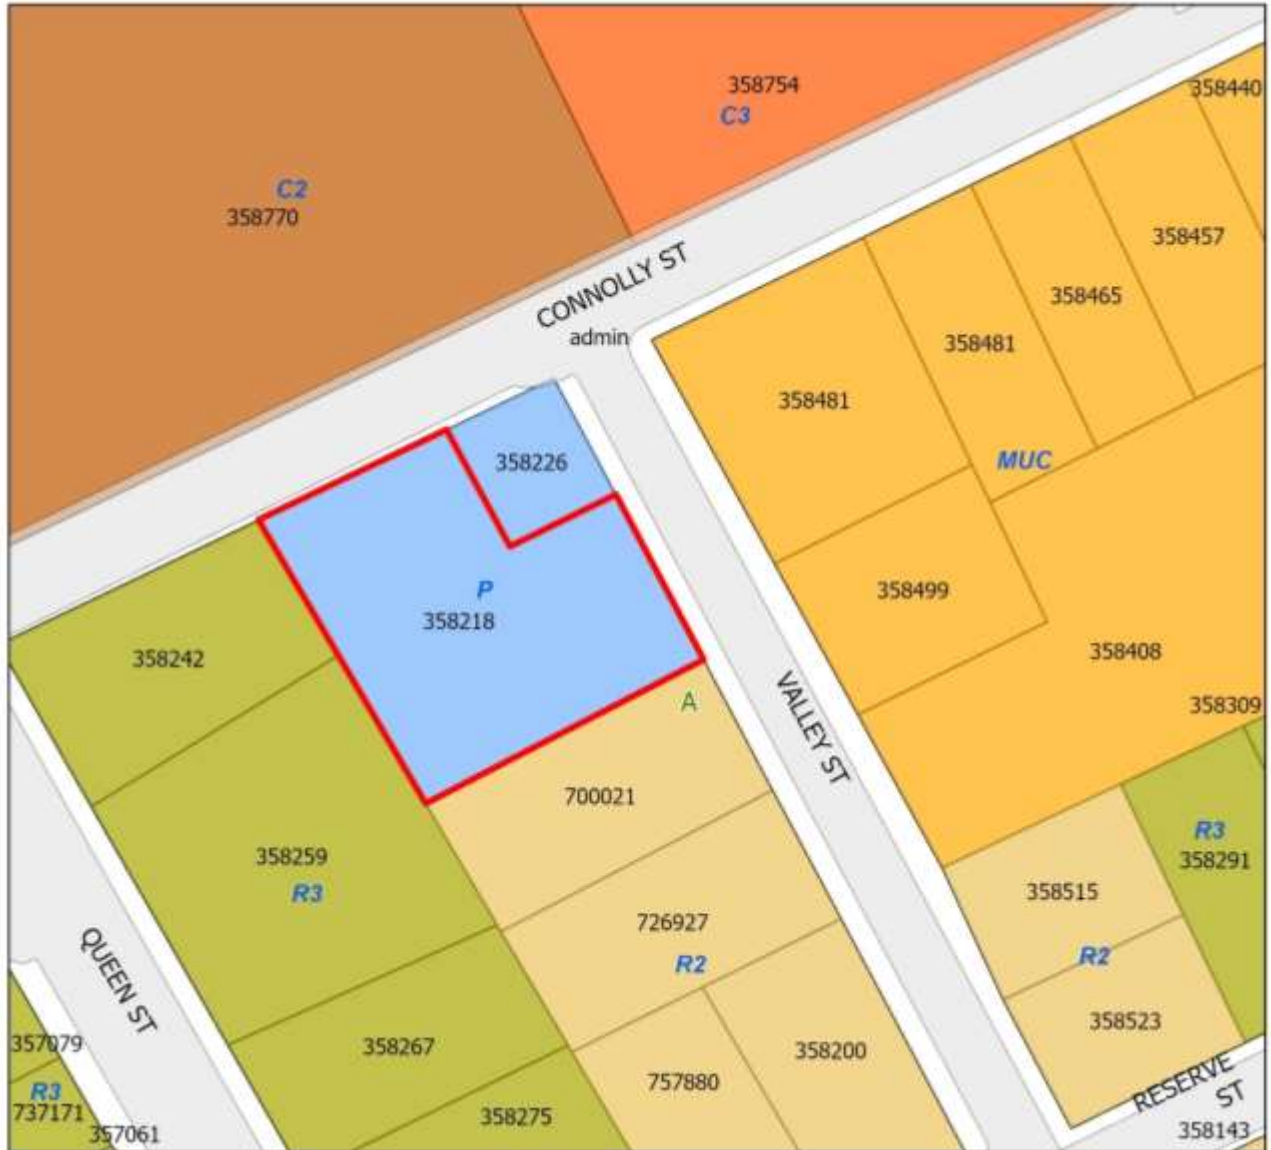 358754
C3
358440
C2
358770
358457
CONNOLLY ST
358465
admin
358481
358481
358226
MUC
P
358218
358499
358242
358408
A
VALLEY ST
358309
700021
R3
358291
358259
R3
358515
726927
R2
R2
QUEEN ST
358523
357079
358267
358200
757880
R3
737171
RESERVE
ST
358275
357061
358143